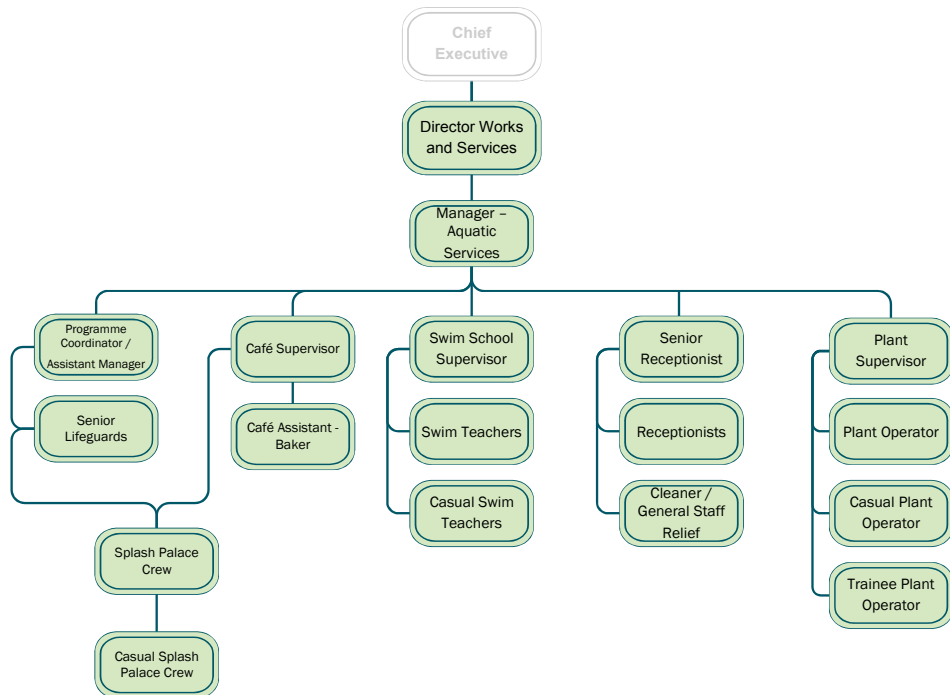 Chief
Executive
Director Works
and Services
Manager –
Aquatic
Services
Programme
Coordinator /
Assistant Manager
Café Supervisor
Swim School
Supervisor
Senior
Receptionist
Plant
Supervisor
Senior
Lifeguards
Café Assistant -
Baker
Swim Teachers
Receptionists
Plant Operator
Casual Swim
Teachers
Cleaner /
General Staff
Relief
Casual Plant
Operator
Splash Palace
Crew
Trainee Plant
Operator
Casual Splash
Palace Crew